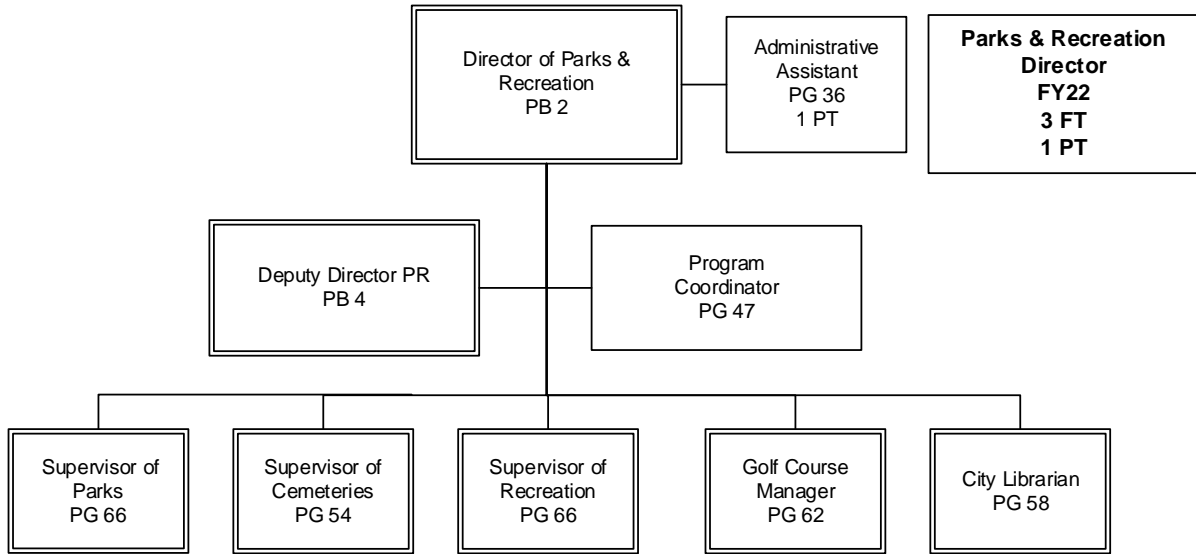 Director of Parks &
Recreation
PB 2
Administrative
Assistant
PG 36
1 PT
Parks & Recreation
Director
FY22
3 FT
1 PT
Deputy Director PR
PB 4
Program
Coordinator
PG 47
Supervisor of
Parks
PG 66
Supervisor of
Cemeteries
PG 54
Supervisor of
Recreation
PG 66
Golf Course
Manager
PG 62
City Librarian
PG 58